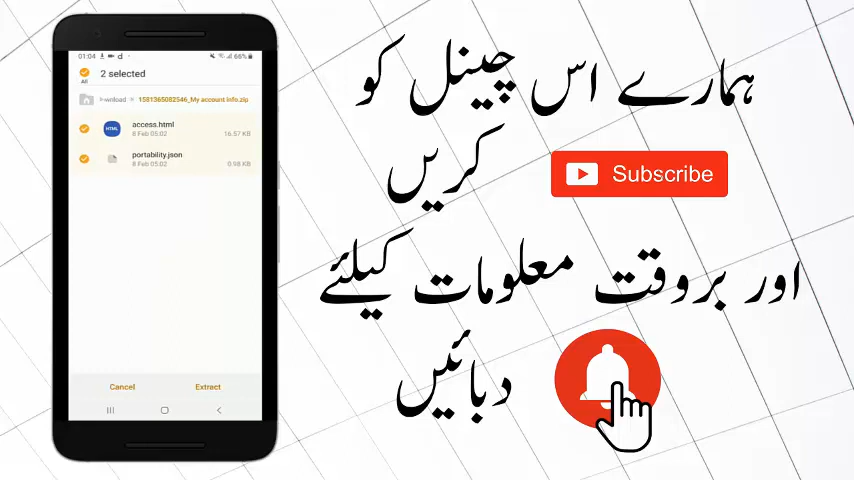 01:04 66%
2 selected
All
1581365082546_My account info.zip
access.html
HTML
8 Feb 05:02 16.57 KB
portability.json
8 Feb 05:02 0.98 KB
Cancel Extract
ہمارے اس چینل کو
Subscribe کریں
اور بروقت معلومات کیلئے
دبائیں